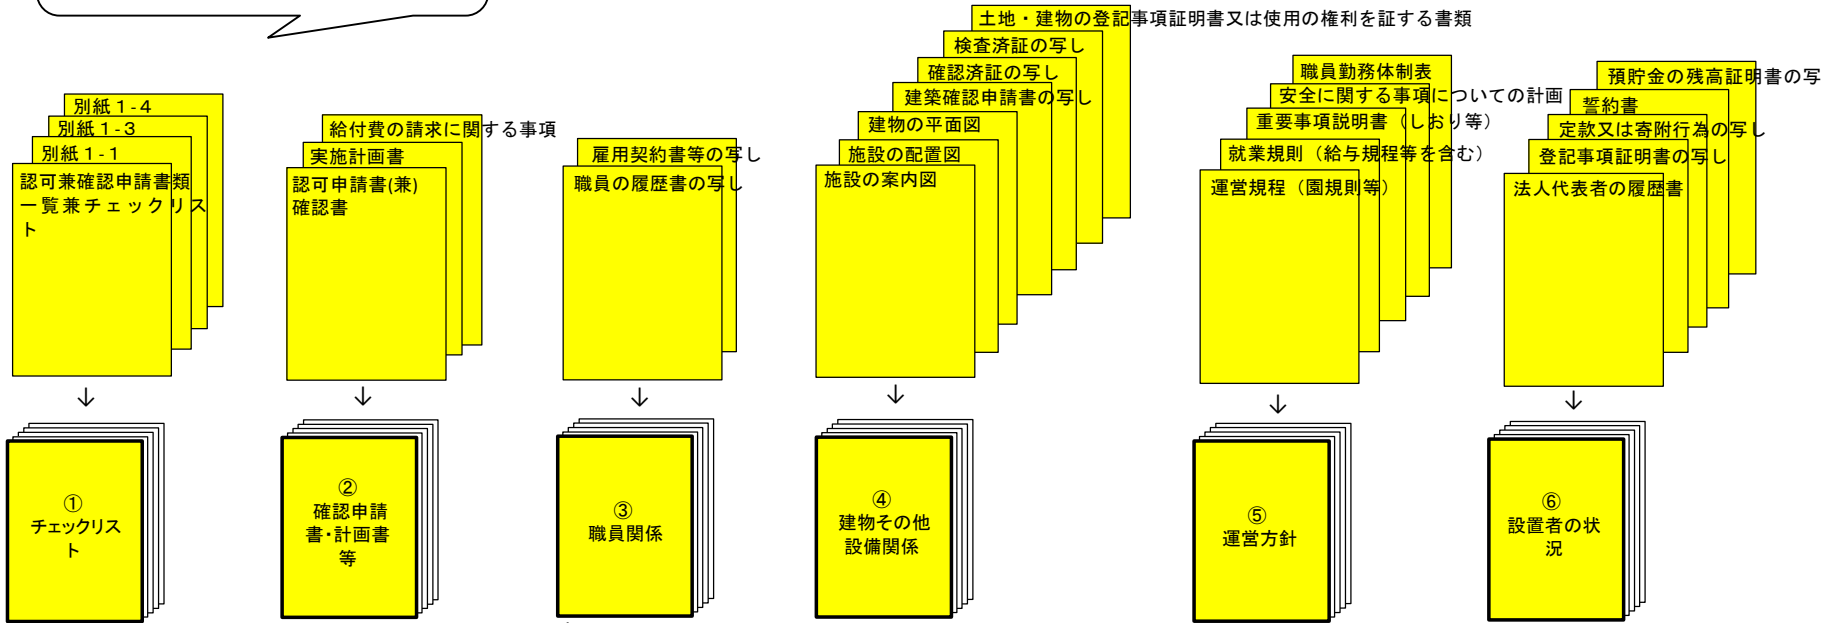 別紙１-４
別紙１-３
別紙１-１
認可兼確認申請書類
一覧兼チェックリス
ト
給付費の請求に関する事項
実施計画書
認可申請書(兼)
確認書
雇用契約書等の写し
職員の履歴書の写し
土地・建物の登記事項証明書又は使用の権利を証する書類
検査済証の写し
確認済証の写し
建築確認申請書の写し
建物の平面図
施設の配置図
施設の案内図
職員勤務体制表
安全に関する事項についての計画
重要事項説明書（しおり等）
就業規則（給与規程等を含む）
運営規程（園規則等）
預貯金の残高証明書の写
誓約書
定款又は寄附行為の写し
登記事項証明書の写し
法人代表者の履歴書
↓
↓
↓
↓
↓
↓
①
チェックリス
ト
②
確認申請
書・計画書
等
③
職員関係
④
建物その他
設備関係
⑤
運営方針
⑥
設置者の状
況